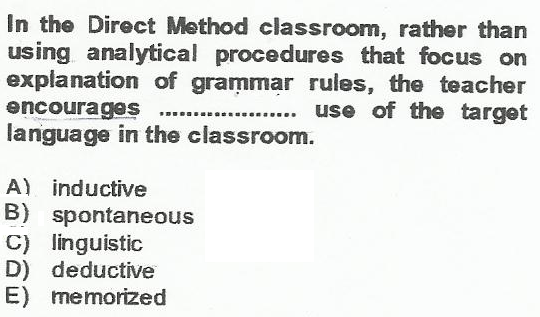 In the Direct Method classroom, rather than
using analytical procedures that focus on
explanation of grammar rules, the teacher
encourages .................... use of the target
language in the classroom.
A) inductive
B) spontaneous
C) linguistic
D) deductive
E) memorized